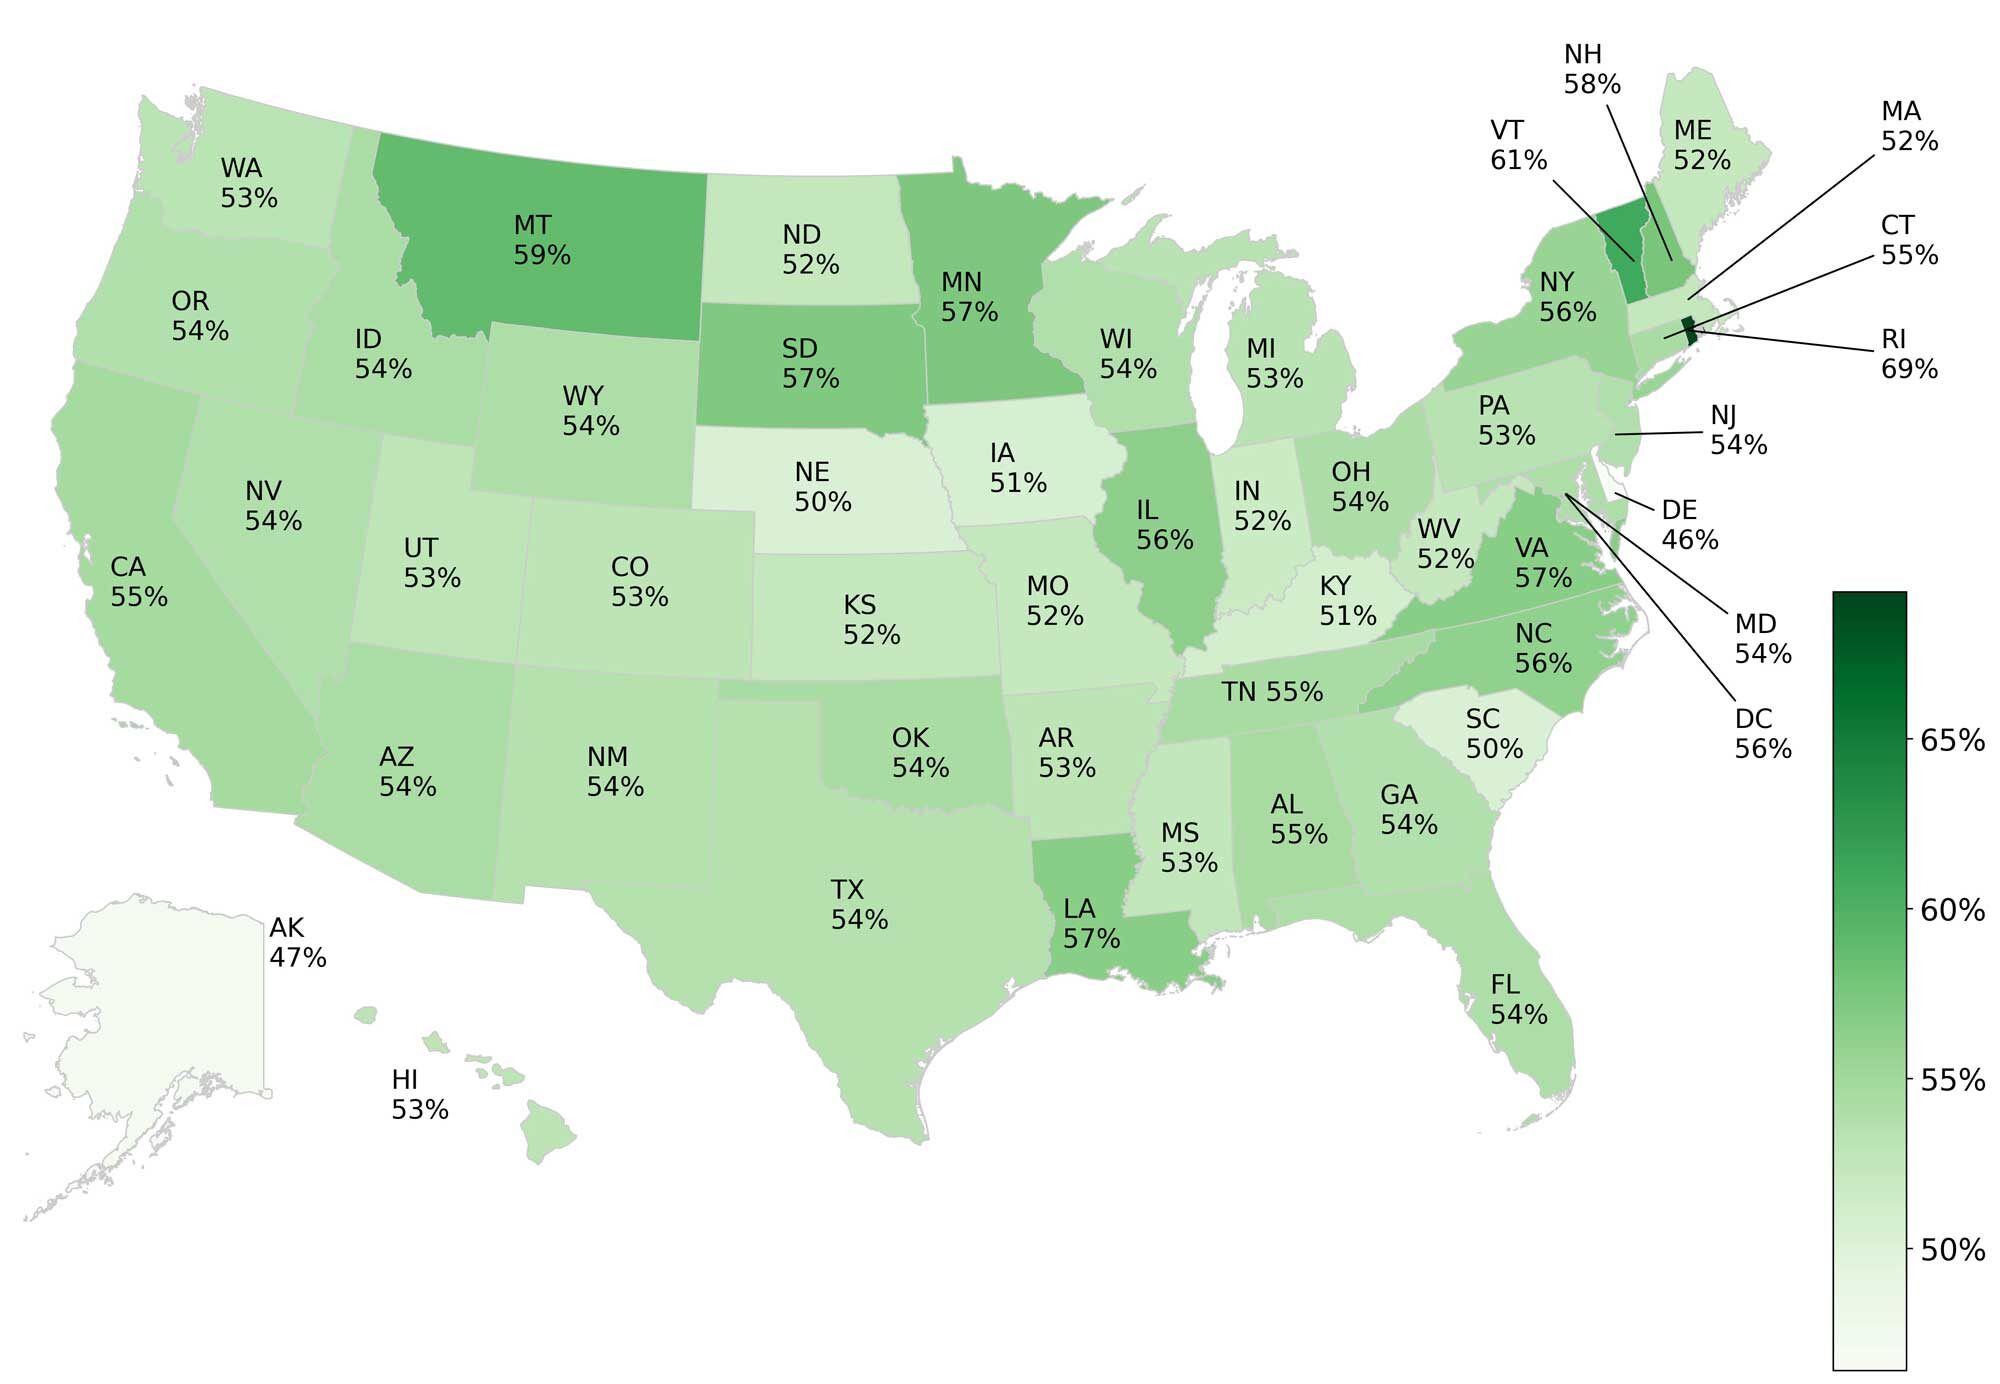 NH
58%
MA
52%
VT
61%
ME
52%
WA
53%
MT
59%
ND
52%
CT
55%
MN
57%
NY
56%
OR
54%
ID
54%
SD
57%
WI
54%
MI
53%
RI
69%
WY
54%
PA
53%
NJ
54%
NE
50%
IA
51%
OH
54%
NV
54%
IN
52%
IL
56%
DE
46%
WV
52%
UT
53%
CO
53%
CA
55%
VA
57%
KS
52%
MO
52%
KY
51%
MD
54%
NC
56%
TN 55%
DC
56%
SC
50%
65%
AZ
54%
NM
54%
OK
54%
AR
53%
AL
55%
GA
54%
MS
53%
TX
54%
LA
57%
60%
AK
47%
FL
54%
HI
53%
55%
50%